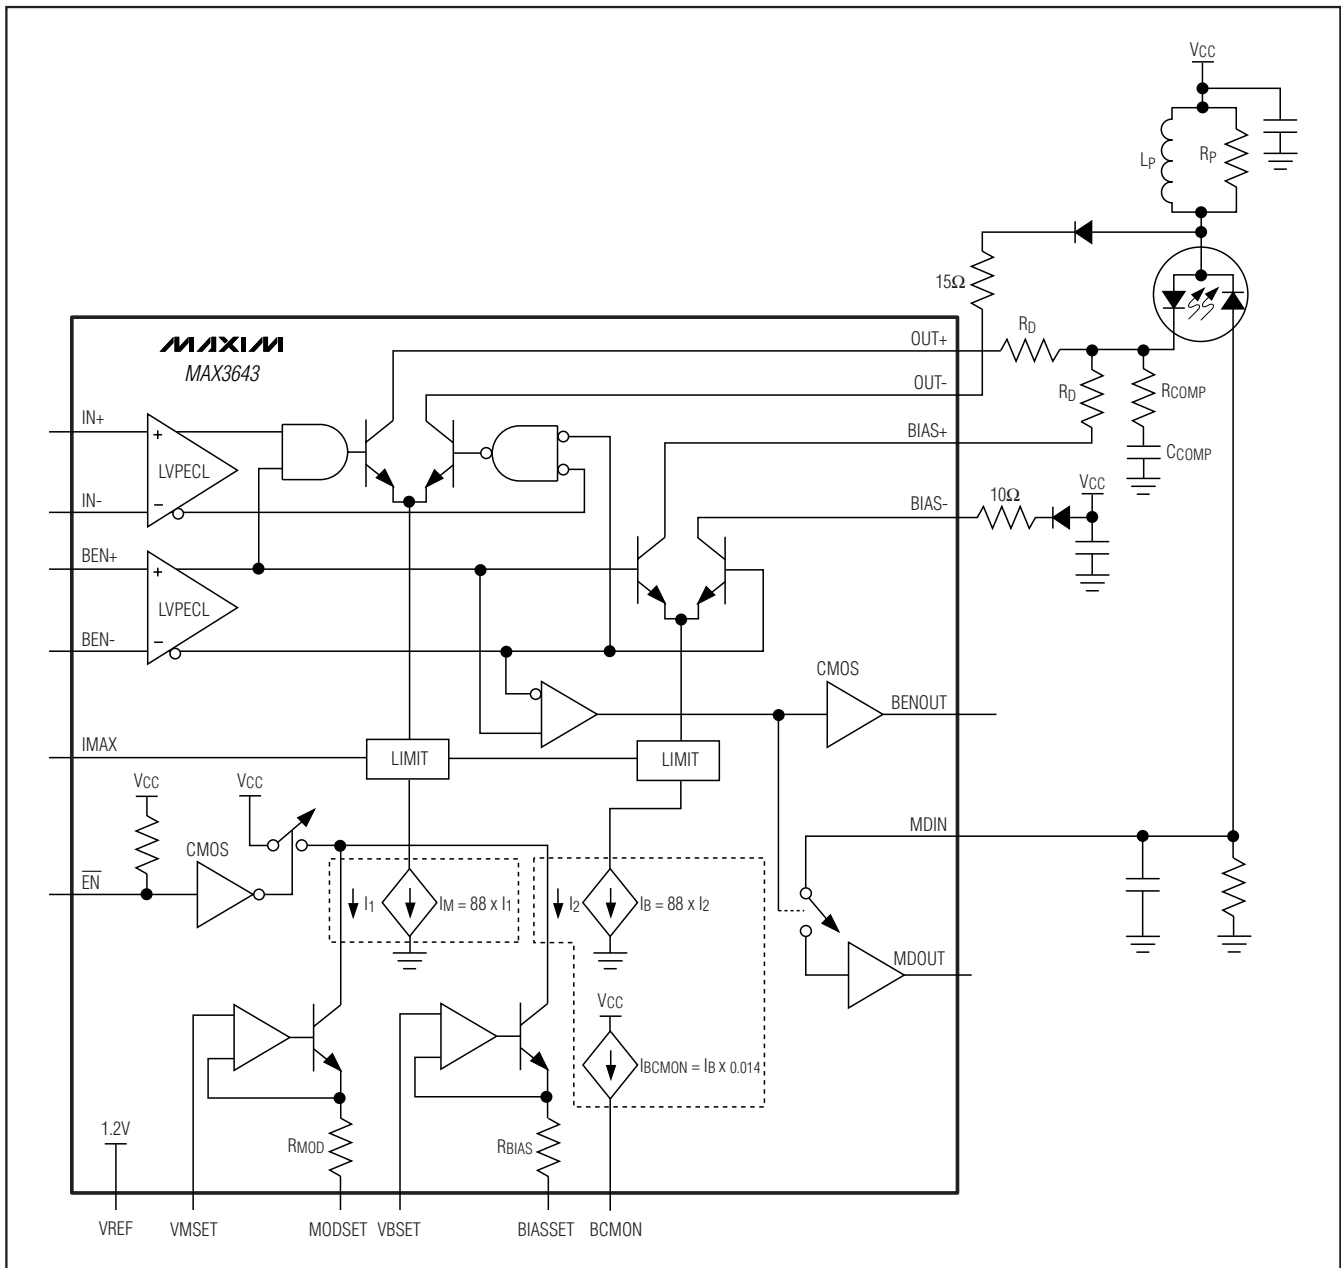 VCC
LP
RP
15Ω
MAXIM
MAX3643
OUT+
RD
OUT-
RD
RCOMP
IN+
+
LVPECL
BIAS+
CCOMP
IN-
−
BIAS-
10Ω
VCC
BEN+
+
LVPECL
BEN-
−
CMOS
BENOUT
IMAX
LIMIT
LIMIT
VCC
VCC
MDIN
CMOS
EN
I1
IM = 88 x I1
I2
IB = 88 x I2
MDOUT
VCC
IBCMON = IB x 0.014
1.2V
RMOD
RBIAS
VREF
VMSET
MODSET
VBSET
BIASSET
BCMON